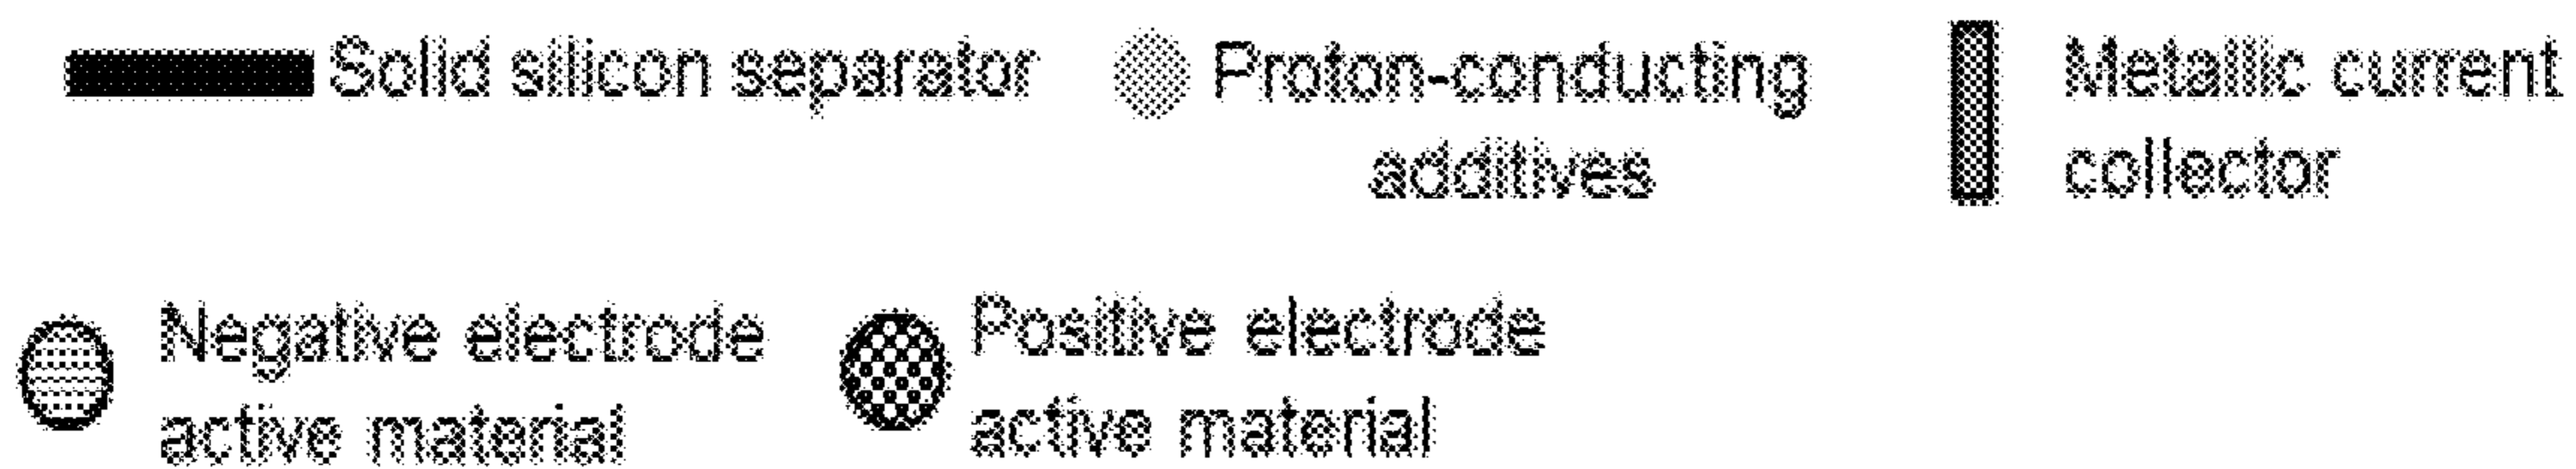 Solid silicon separator
Proton-conducting
additives
Metallic current
collector
Negative electrode
active material
Positive electrode
active material